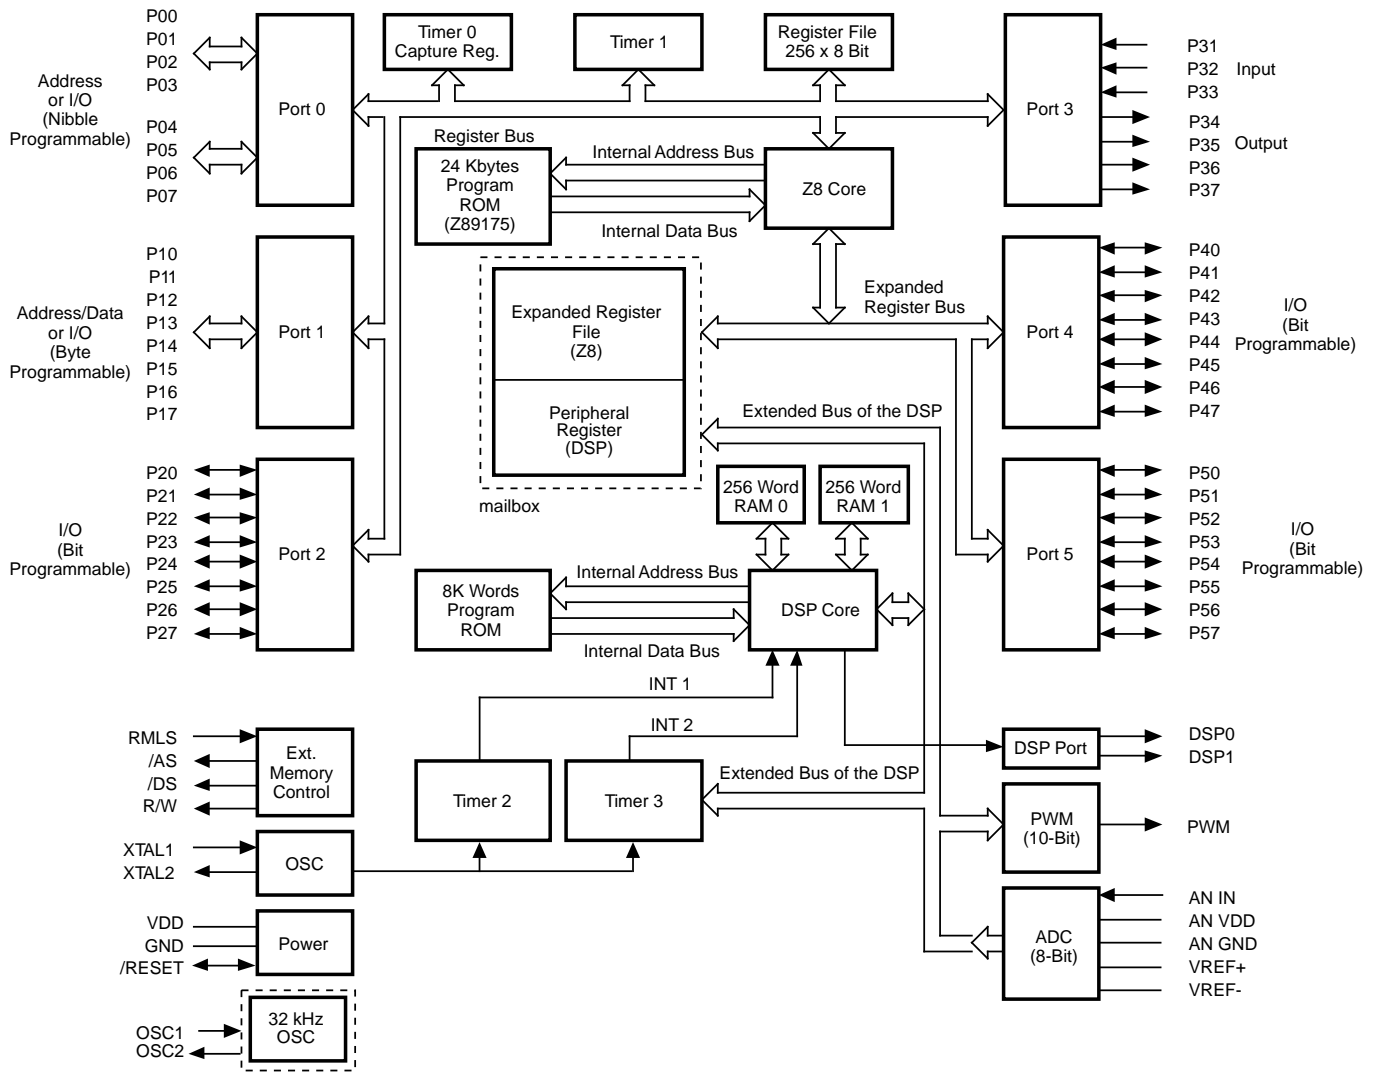 P00
P01
P02
P03
Address
or I/O
(Nibble
Programmable)
P04
P05
P06
P07
Port 0
Timer 0
Capture Reg.
Timer 1
Register File
256 x 8 Bit
Port 3
P31
P32
P33
Input
P34
P35
P36
P37
Output
Register Bus
24 Kbytes
Program
ROM
(Z89175)
Internal Address Bus
Internal Data Bus
Z8 Core
P10
P11
P12
P13
P14
P15
P16
P17
Address/Data
or I/O
(Byte
Programmable)
Port 1
Expanded Register
File
(Z8)
Peripheral
Register
(DSP)
mailbox
Expanded
Register Bus
Extended Bus of the DSP
Port 4
P40
P41
P42
P43
P44
P45
P46
P47
I/O
(Bit
Programmable)
P20
P21
P22
P23
P24
P25
P26
P27
I/O
(Bit
Programmable)
Port 2
256 Word
RAM 0
256 Word
RAM 1
8K Words
Program
ROM
Internal Address Bus
Internal Data Bus
DSP Core
Port 5
P50
P51
P52
P53
P54
P55
P56
P57
I/O
(Bit
Programmable)
INT 1
INT 2
RMLS
/AS
/DS
R/W
Ext.
Memory
Control
Timer 2
Timer 3
Extended Bus of the DSP
DSP Port
DSP0
DSP1
PWM
(10-Bit)
PWM
XTAL1
XTAL2
OSC
VDD
GND
/RESET
Power
ADC
(8-Bit)
AN IN
AN VDD
AN GND
VREF+
VREF-
OSC1
OSC2
32 kHz
OSC